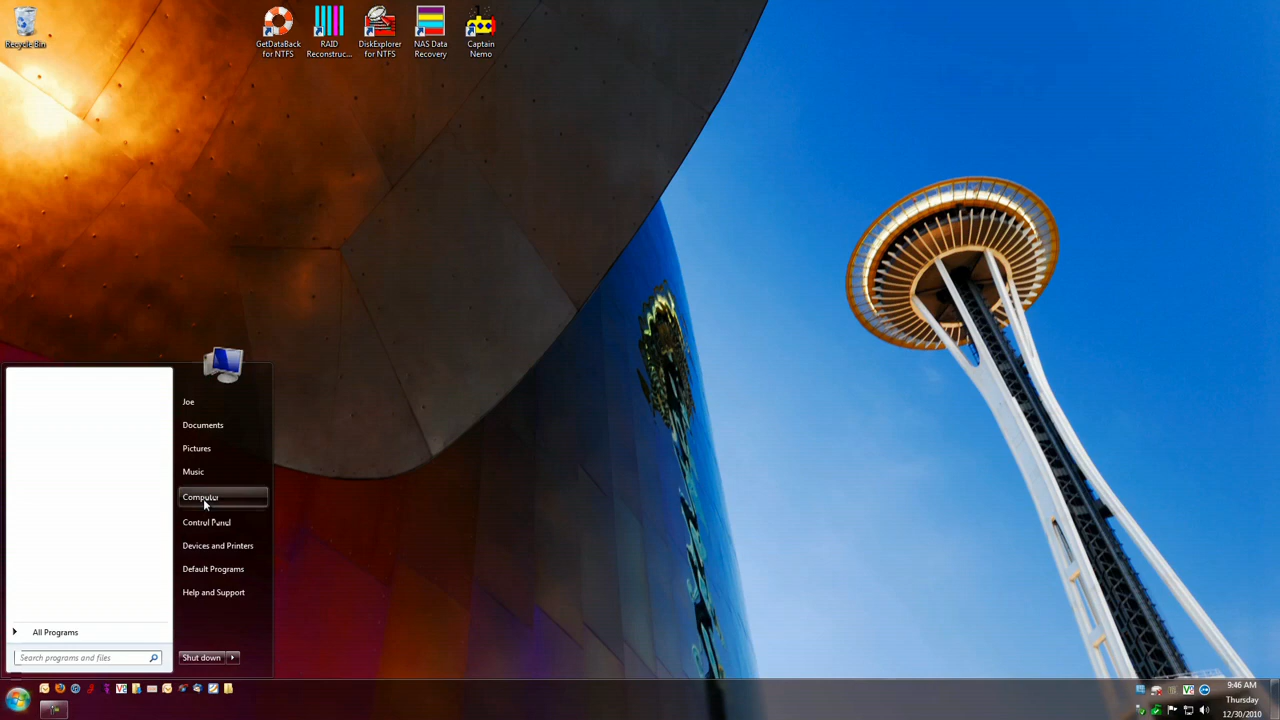 Recycle Bin
GetDataBack
for NTFS
RAID
Reconstruc...
DiskExplorer
for NTFS
NAS Data
Recovery
Captain
Nemo
Joe
Documents
Pictures
Music
Computer
Control Panel
Devices and Printers
Default Programs
Help and Support
All Programs
Search programs and files
Shut down
9:46 AM
Thursday
12/30/2010